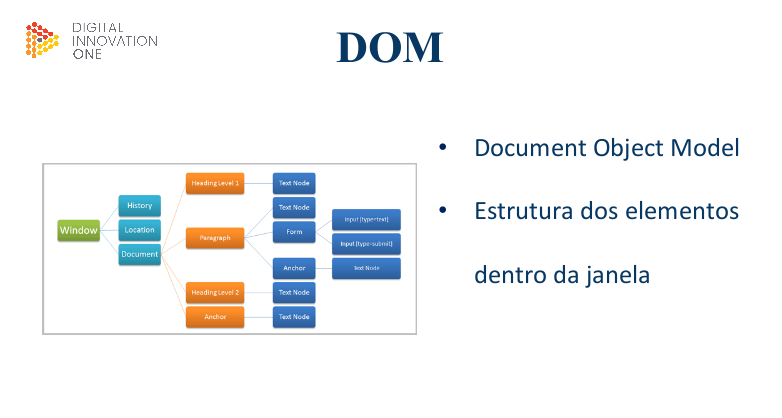 DIGITAL
INNOVATION
ONE
DOM
Window
History
Location
Document
Heading Level 1
Paragraph
Heading Level 2
Anchor
Text Node
Text Node
Form
Anchor
Text Node
Text Node
Input [type=text]
Input [type=submit]
Text Node
• Document Object Model
• Estrutura dos elementos
dentro da janela